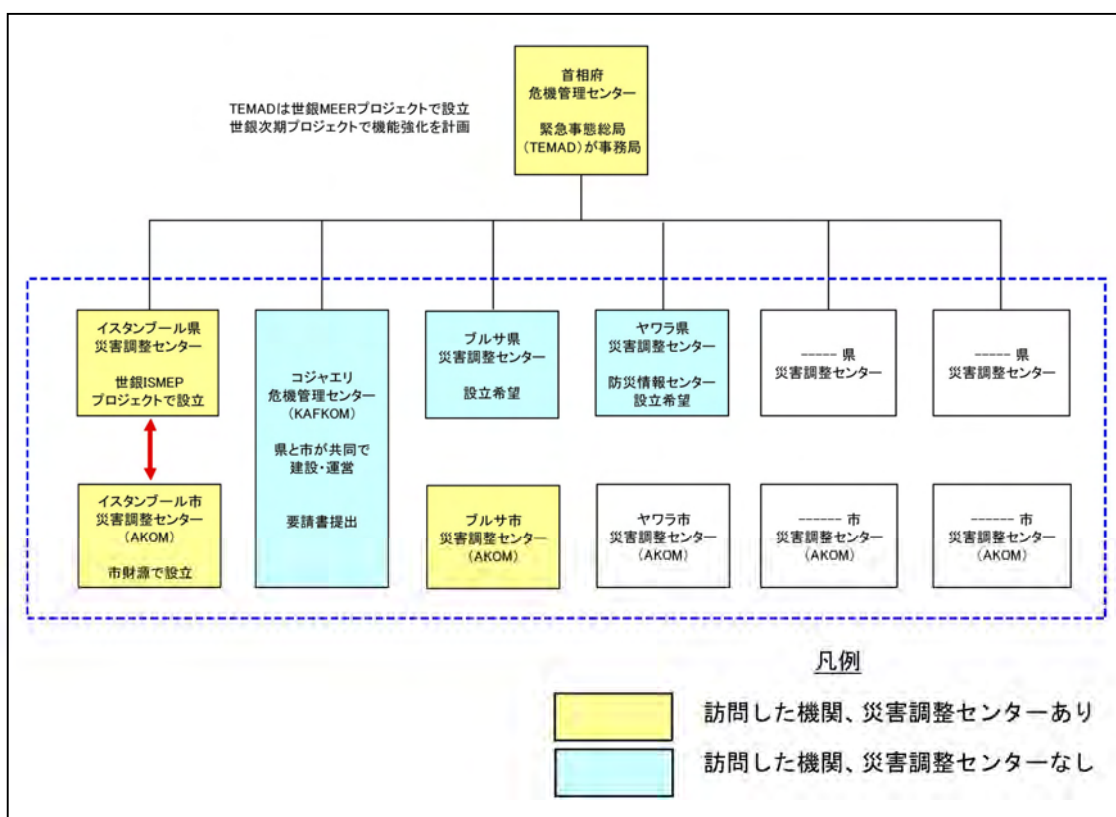 首相府
危機管理センター
緊急事態総局
(TEMAD)が事務局
TEMADは世銀MEERプロジェクトで設立
世銀次期プロジェクトで機能強化を計画
イスタンブール県
災害調整センター
世銀ISMEP
プロジェクトで設立
コジャエリ
危機管理センター
(KAFKOM)
県と市が共同で
建設・運営
要請書提出
ブルサ県
災害調整センター
設立希望
ヤワラ県
災害調整センター
防災情報センター
設立希望
----- 県
災害調整センター
----- 県
災害調整センター
イスタンブール市
災害調整センター
(AKOM)
市財源で設立
ブルサ市
災害調整センター
(AKOM)
ヤワラ市
災害調整センター
(AKOM)
------ 市
災害調整センター
(AKOM)
------ 市
災害調整センター
(AKOM)
凡例
訪問した機関、災害調整センターあり
訪問した機関、災害調整センターなし